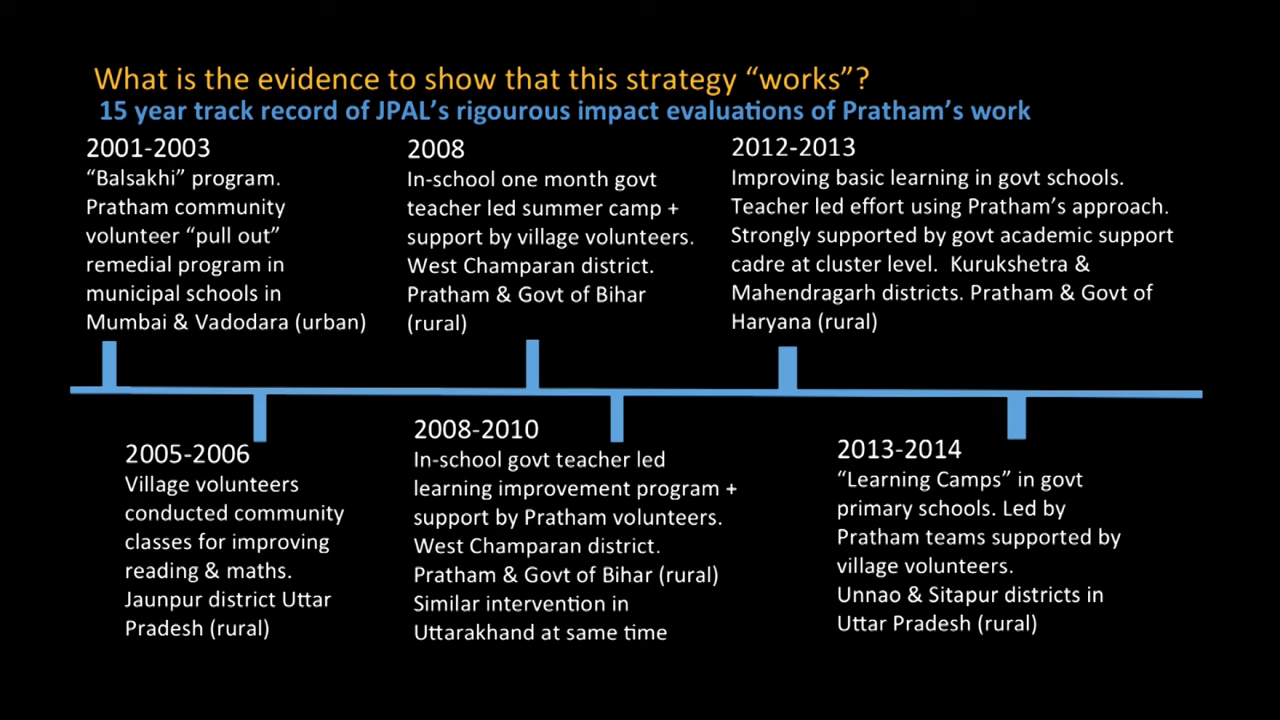 What is the evidence to show that this strategy “works”?
15 year track record of JPAL’s rigourous impact evaluations of Pratham’s work
2001-2003
“Balsakhi” program.
Pratham community
volunteer “pull out”
remedial program in
municipal schools in
Mumbai & Vadodara (urban)
2008
In-school one month govt
teacher led summer camp +
support by village volunteers.
West Champaran district.
Pratham & Govt of Bihar
(rural)
2012-2013
Improving basic learning in govt schools.
Teacher led effort using Pratham’s approach.
Strongly supported by govt academic support
cadre at cluster level.  Kurukshetra &
Mahendragarh districts. Pratham & Govt of
Haryana (rural)
2005-2006
Village volunteers
conducted community
classes for improving
reading & maths.
Jaunpur district Uttar
Pradesh (rural)
2008-2010
In-school govt teacher led
learning improvement program +
support by Pratham volunteers.
West Champaran district.
Pratham & Govt of Bihar (rural)
Similar intervention in
Uttarakhand at same time
2013-2014
“Learning Camps” in govt
primary schools. Led by
Pratham teams supported by
village volunteers.
Unnao & Sitapur districts in
Uttar Pradesh (rural)